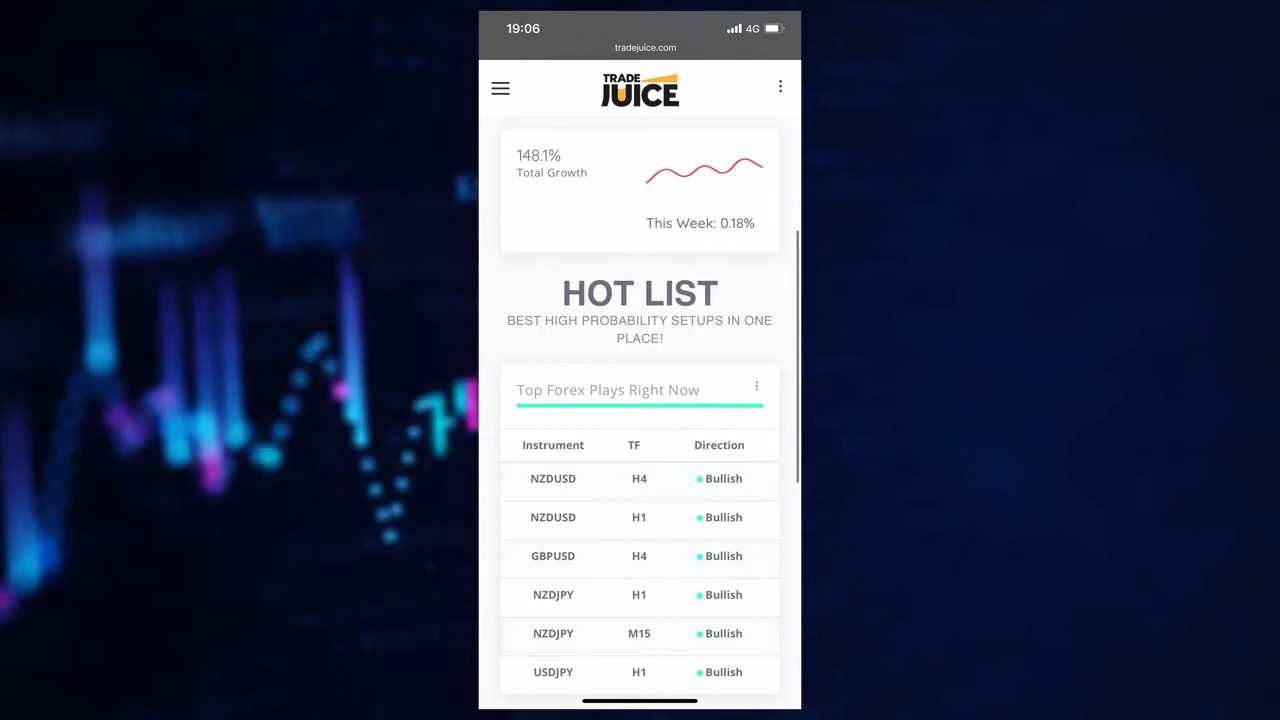 19:06
4G
tradejuice.com
TRADE
JUICE
148.1%
Total Growth
This Week: 0.18%
HOT LIST
BEST HIGH PROBABILITY SETUPS IN ONE
PLACE!
Top Forex Plays Right Now
Instrument TF Direction
NZDUSD H4 Bullish
NZDUSD H1 Bullish
GBPUSD H4 Bullish
NZDJPY H1 Bullish
NZDJPY M15 Bullish
USDJPY H1 Bullish